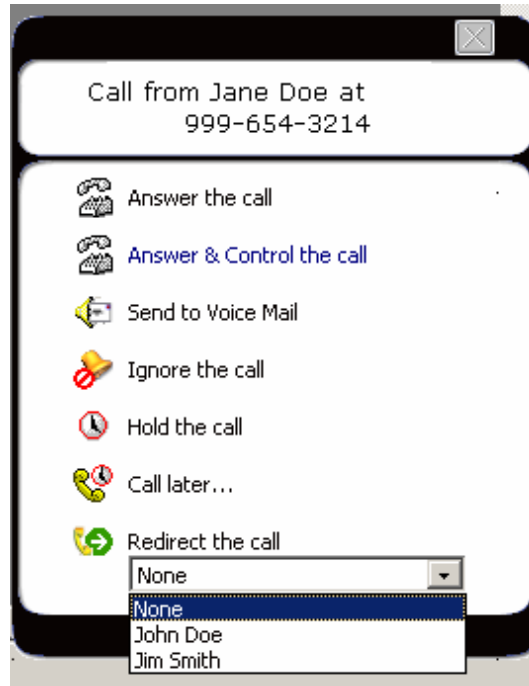 Call from Jane Doe at
999-654-3214
Answer the call
Answer & Control the call
Send to Voice Mail
Ignore the call
Hold the call
Call later...
Redirect the call
None
None
John Doe
Jim Smith